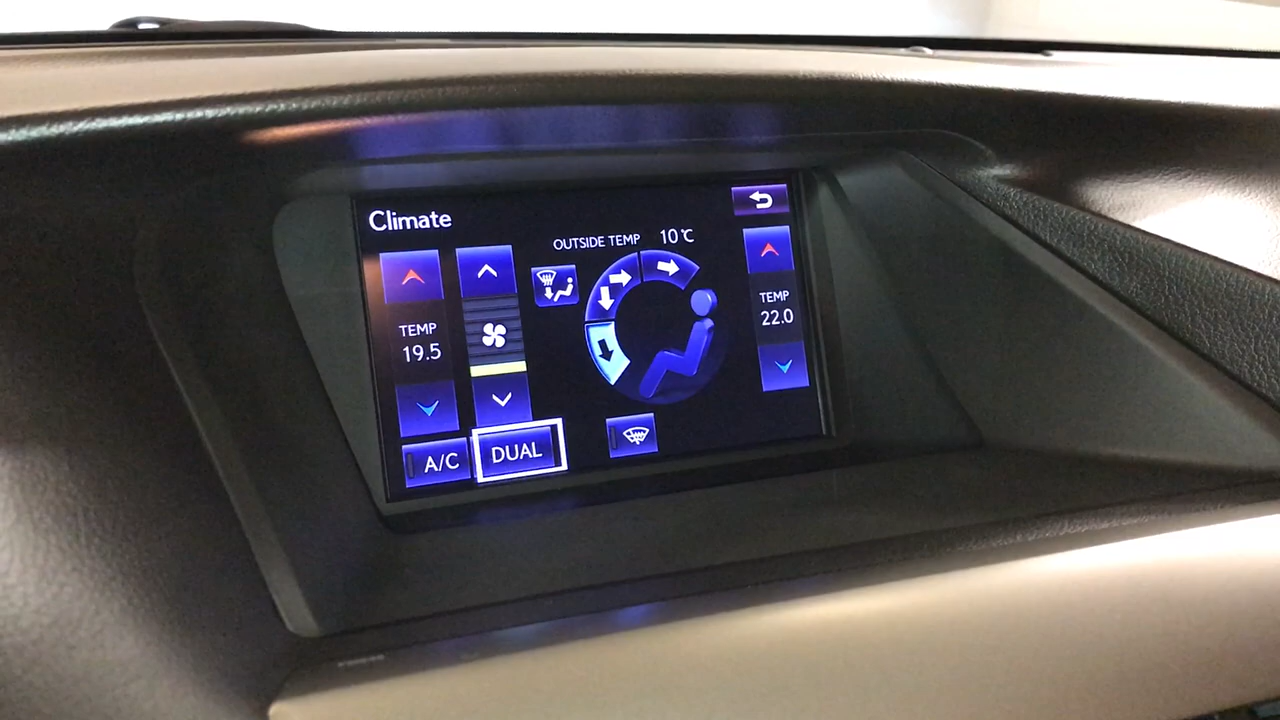 Climate
OUTSIDE TEMP 10℃
TEMP
19.5
TEMP
22.0
A/C
DUAL